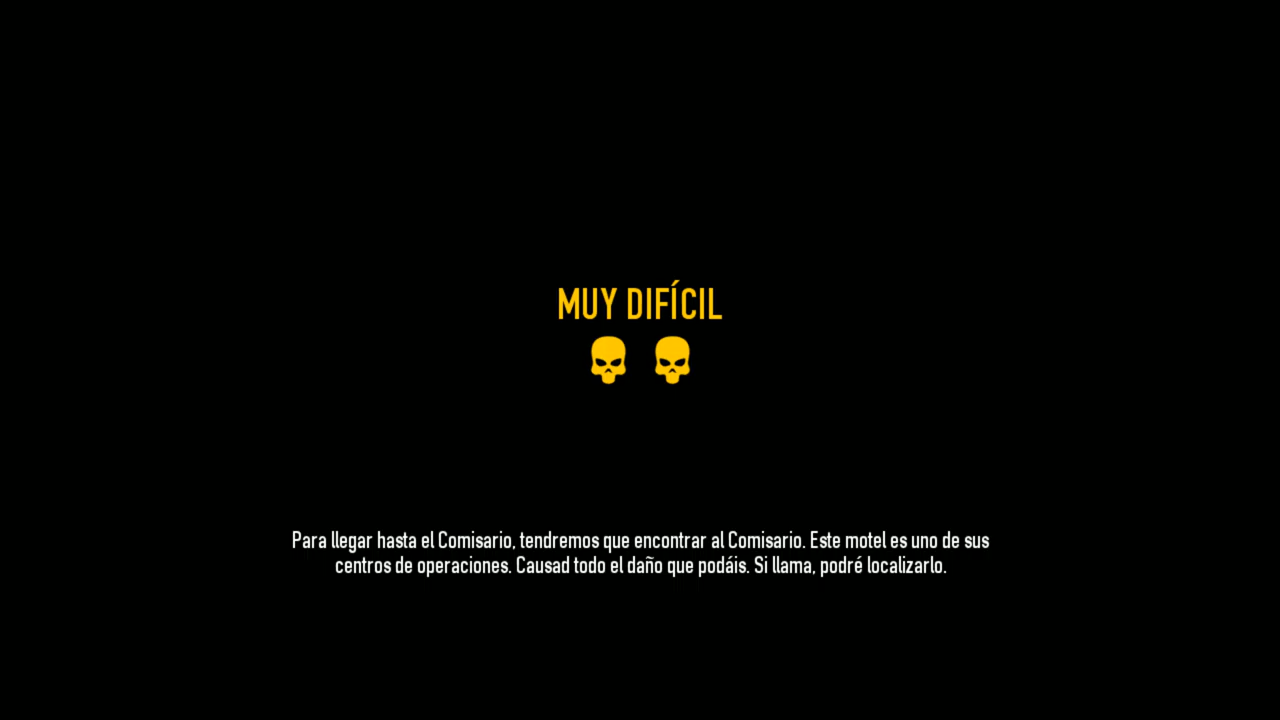 MUY DIFÍCIL
Para llegar hasta el Comisario, tendremos que encontrar al Comisario. Este motel es uno de sus
centros de operaciones. Causad todo el daño que podáis. Si llama, podré localizarlo.